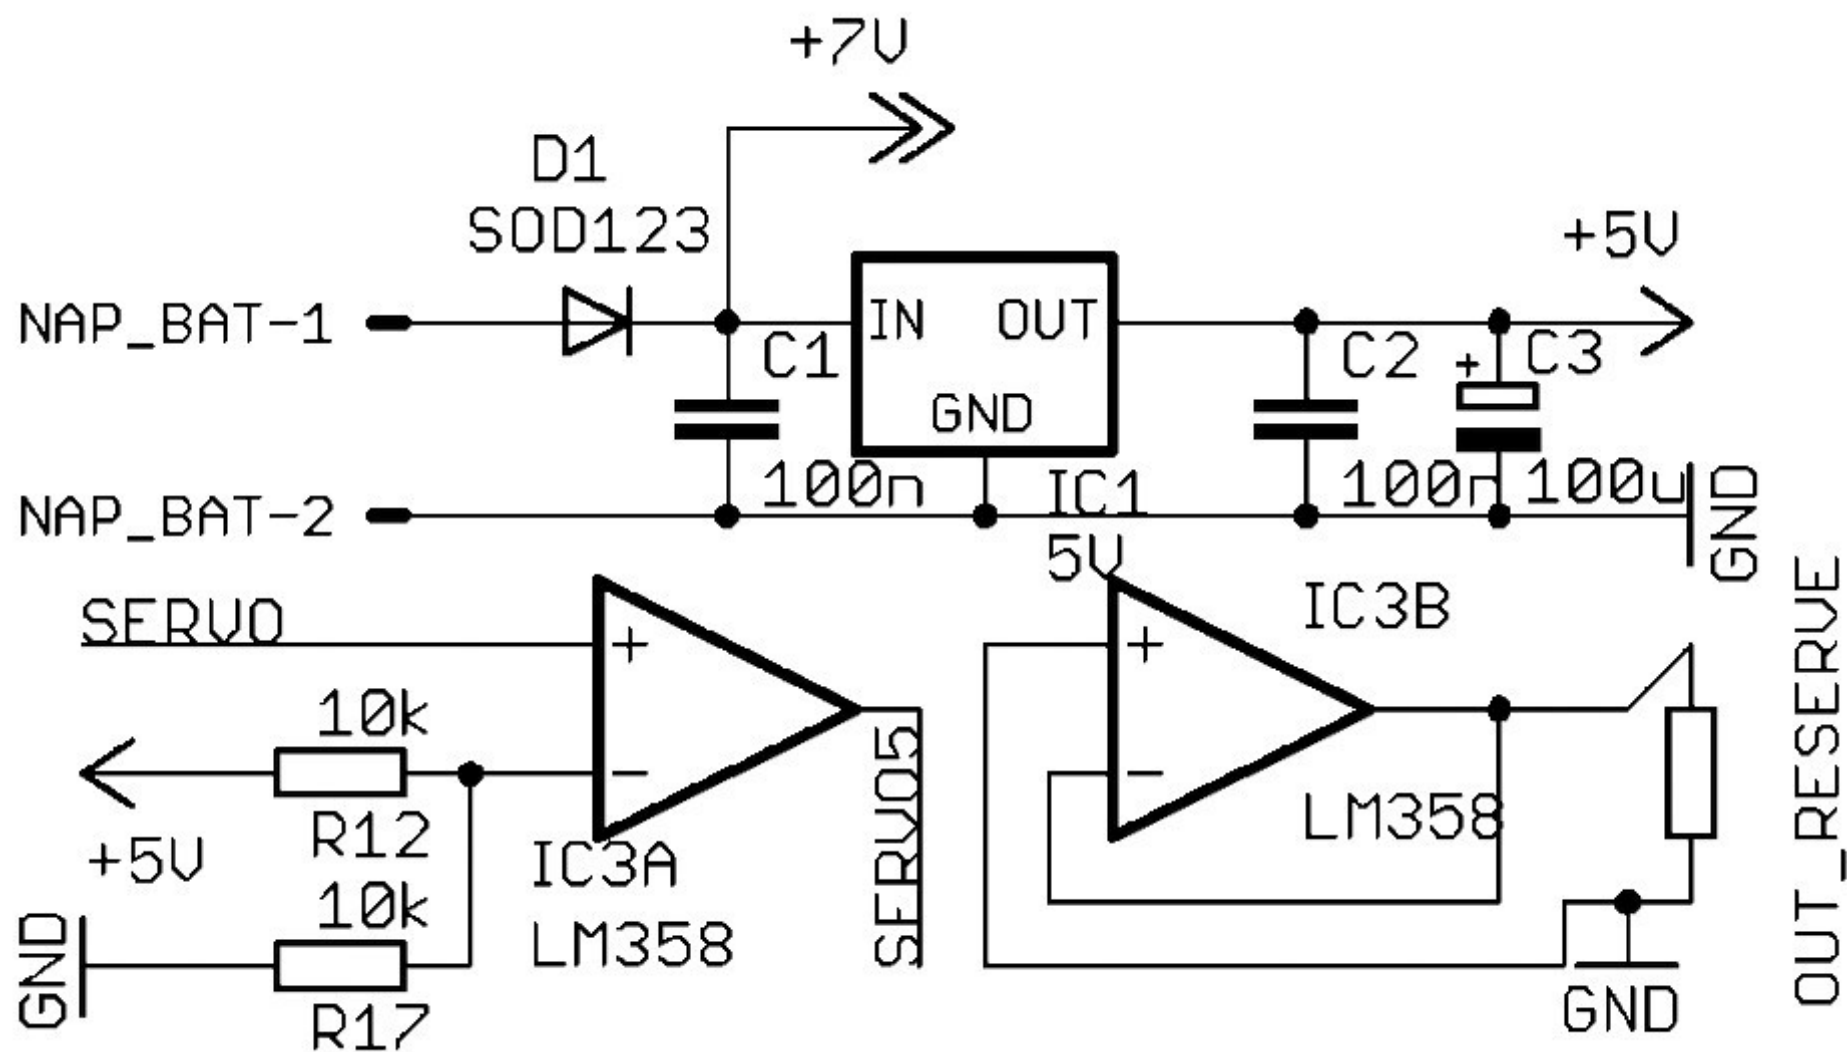 +7V
D1
SOD123
+5V
NAP_BAT-1
IN OUT
C1
C2
+ C3
GND
100n
IC1
100n
100u
NAP_BAT-2
GND
5V
SERVO
+
+
IC3B
10k
SERVO5
OUT_RESERVE
−
−
LM358
R12
+5V
IC3A
10k
LM358
GND
R17
GND